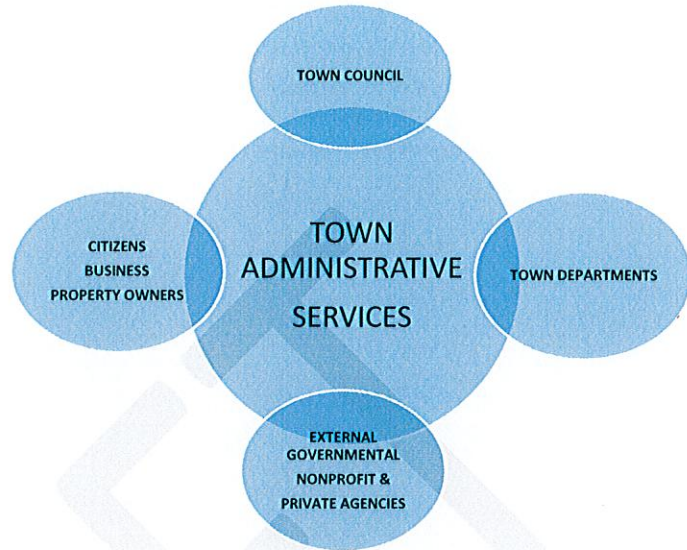 TOWN COUNCIL
CITIZENS
BUSINESS
PROPERTY OWNERS
TOWN
ADMINISTRATIVE
SERVICES
TOWN DEPARTMENTS
EXTERNAL
GOVERNMENTAL
NONPROFIT &
PRIVATE AGENCIES